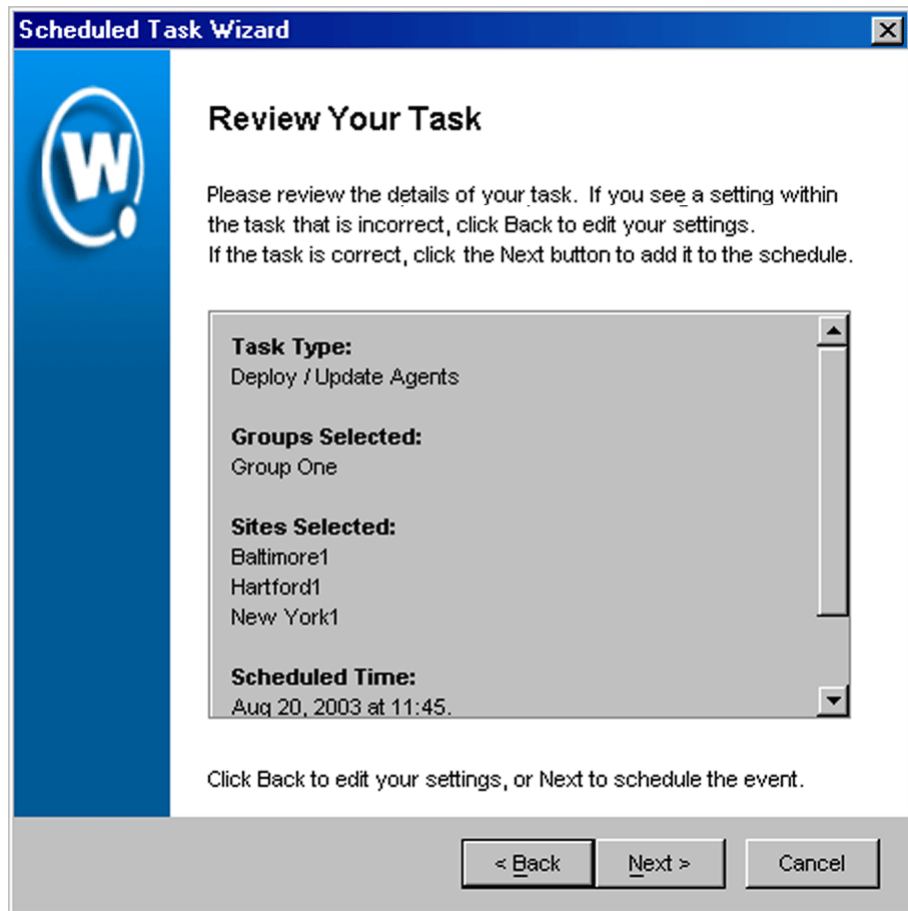 Scheduled Task Wizard
W
Review Your Task
Please review the details of your task. If you see a setting within
the task that is incorrect, click Back to edit your settings.
If the task is correct, click the Next button to add it to the schedule.
Task Type:
Deploy / Update Agents
Groups Selected:
Group One
Sites Selected:
Baltimore1
Hartford1
New York1
Scheduled Time:
Aug 20, 2003 at 11:45.
Click Back to edit your settings, or Next to schedule the event.
< Back
Next >
Cancel